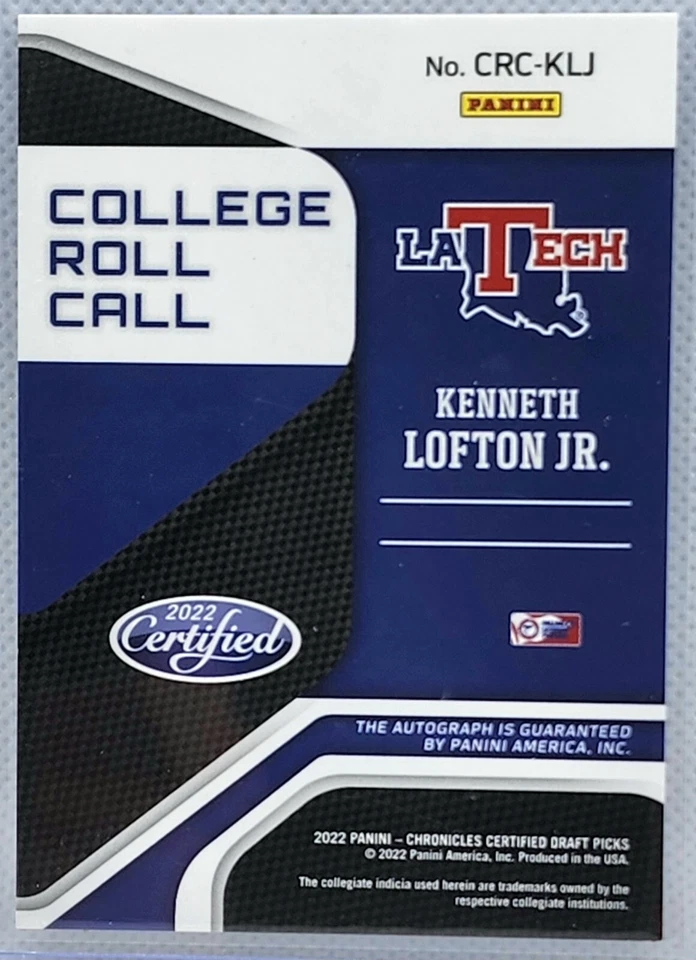 No. CRC-KLJ
PANINI
COLLEGE
ROLL
CALL
LA TECH
KENNETH
LOFTON JR.
2022
Certified
THE AUTOGRAPH IS GUARANTEED
BY PANINI AMERICA, INC.
2022 PANINI – CHRONICLES CERTIFIED DRAFT PICKS
© 2022 Panini America, Inc. Produced in the USA.
The collegiate indicia used herein are trademarks owned by the
respective collegiate institutions.